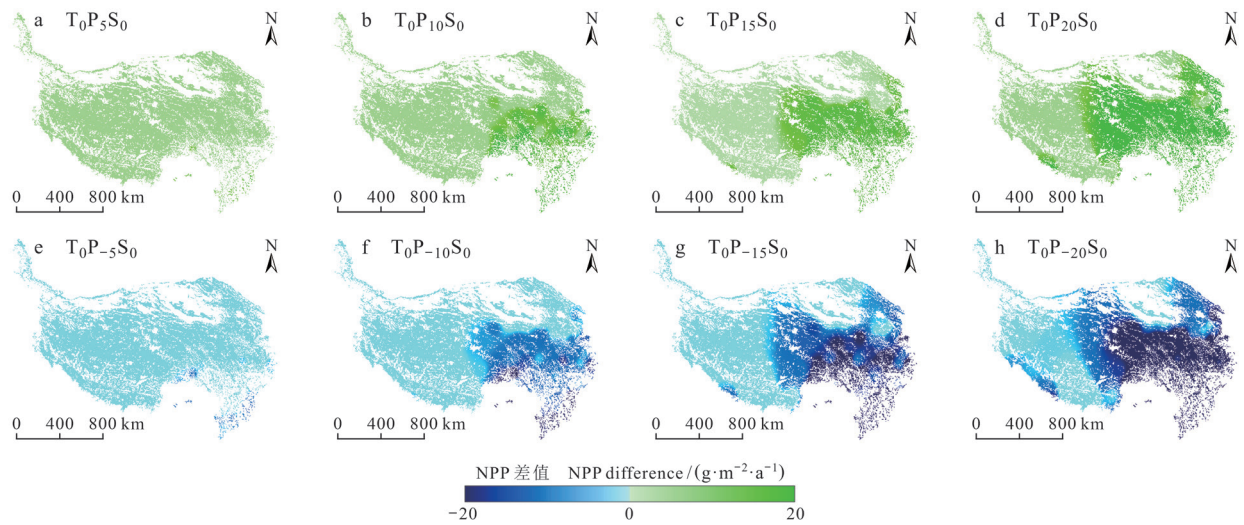 a T₀P₅S₀ N
b T₀P₁₀S₀ N
c T₀P₁₅S₀ N
d T₀P₂₀S₀ N
0 400 800 km
0 400 800 km
0 400 800 km
0 400 800 km
e T₀P₋₅S₀ N
f T₀P₋₁₀S₀ N
g T₀P₋₁₅S₀ N
h T₀P₋₂₀S₀ N
0 400 800 km
0 400 800 km
0 400 800 km
0 400 800 km
NPP 差值 NPP difference/(g·m⁻²·a⁻¹)
−20 0 20